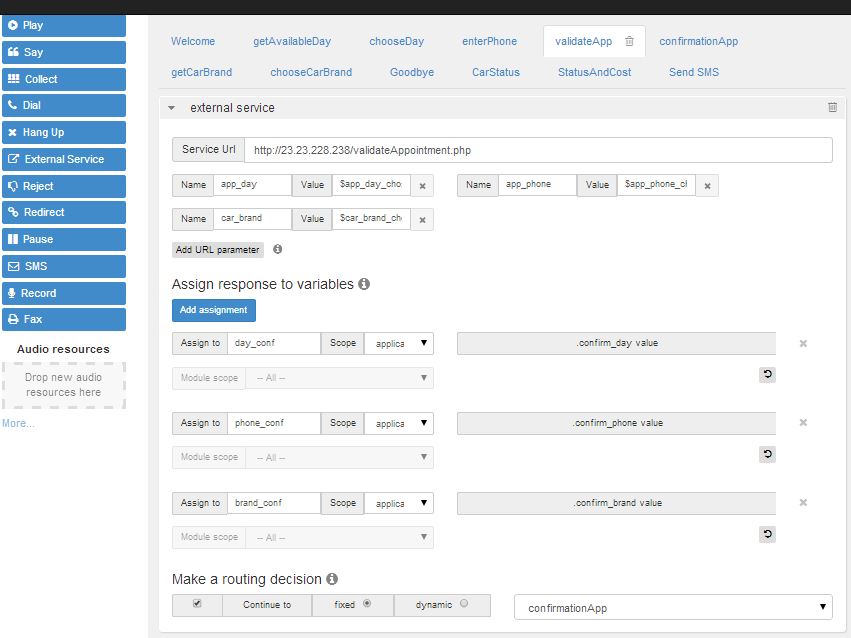 Play
Say
Collect
Dial
Hang Up
External Service
Reject
Redirect
Pause
SMS
Record
Fax
Audio resources
Drop new audio
resources here
More...
Welcome getAvailableDay chooseDay enterPhone validateApp confirmationApp
getCarBrand chooseCarBrand Goodbye CarStatus StatusAndCost Send SMS
external service
Service Url http://23.23.228.238/validateAppointment.php
Name app_day Value $app_day_cho Name app_phone Value
Name car_brand Value $car_brand_ch
Add URL parameter
Assign response to variables
Add assignment
Assign to day_conf Scope applica .confirm_day value
Module scope -- All --
Assign to phone_conf Scope applica .confirm_phone value
Module scope -- All --
Assign to brand_conf Scope applica .confirm_brand value
Module scope -- All --
Make a routing decision
Continue to fixed dynamic confirmationApp